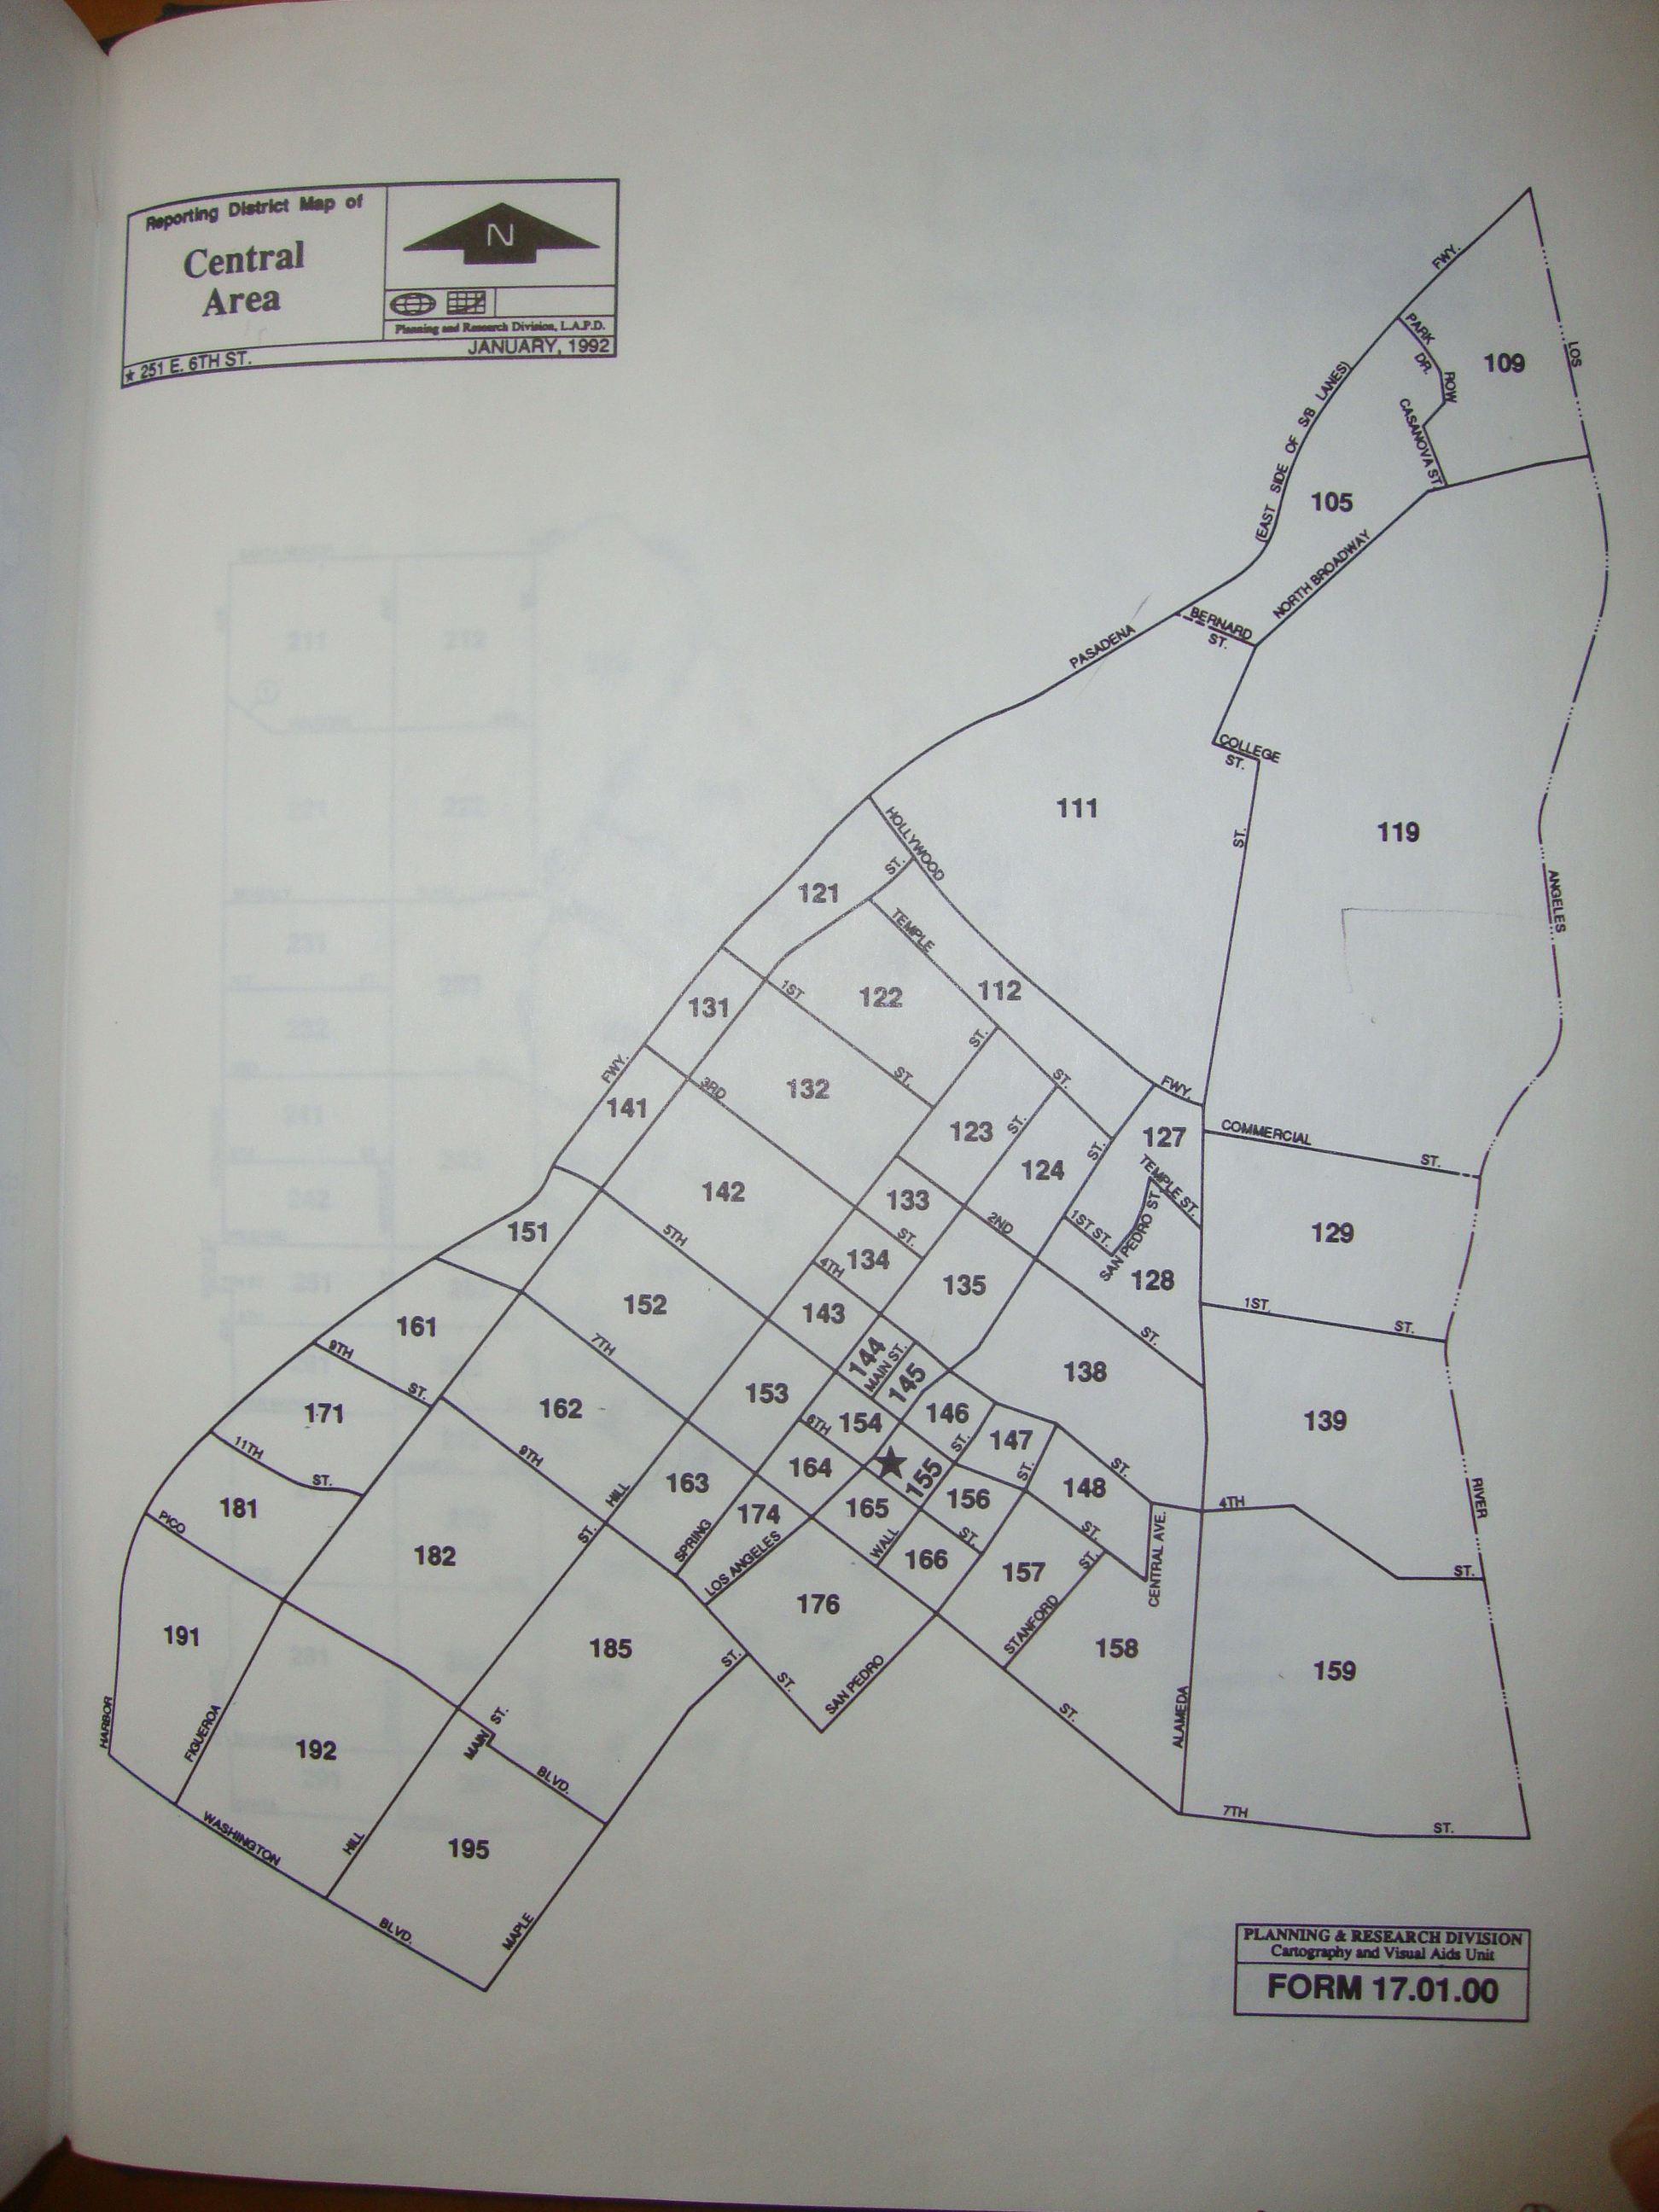 Reporting District Map of
Central
Area
N
Planning and Research Division, L.A.P.D.
★ 251 E. 6TH ST.
JANUARY, 1992
FWY.
PARK
DR.
ROW
109
LOS
CASANOVA ST.
(EAST SIDE OF S/B LANES)
105
NORTH BROADWAY
BERNARD
ST.
PASADENA
COLLEGE
ST.
111
ST.
119
HOLLYWOOD
ST.
121
TEMPLE
ANGELES
112
1ST
122
131
ST.
ST.
ST.
FWY.
FWY.
3RD
132
141
123
ST.
ST.
127
COMMERCIAL
ST.
124
TEMPLE ST.
142
133
2ND
1ST ST.
SAN PEDRO ST.
129
151
5TH
ST.
134
4TH
135
128
152
143
1ST.
ST.
161
7TH
144
MAIN ST.
145
ST.
138
9TH
ST.
153
139
171
162
6TH
154
146
147
ST.
11TH
ST.
9TH
163
164
155
ST.
148
ST.
RIVER
181
HILL
174
165
156
4TH
PICO
ST.
SPRING
WALL
ST.
ST.
CENTRAL AVE.
182
LOS ANGELES
166
157
ST.
ST.
191
176
STANFORD
185
158
159
ST.
ST.
SAN PEDRO
HARBOR
FIGUEROA
MAIN
ST.
ST.
ALAMEDA
192
BLVD.
7TH
ST.
WASHINGTON
HILL
195
BLVD.
MAPLE
PLANNING & RESEARCH DIVISION
Cartography and Visual Aids Unit
FORM 17.01.00